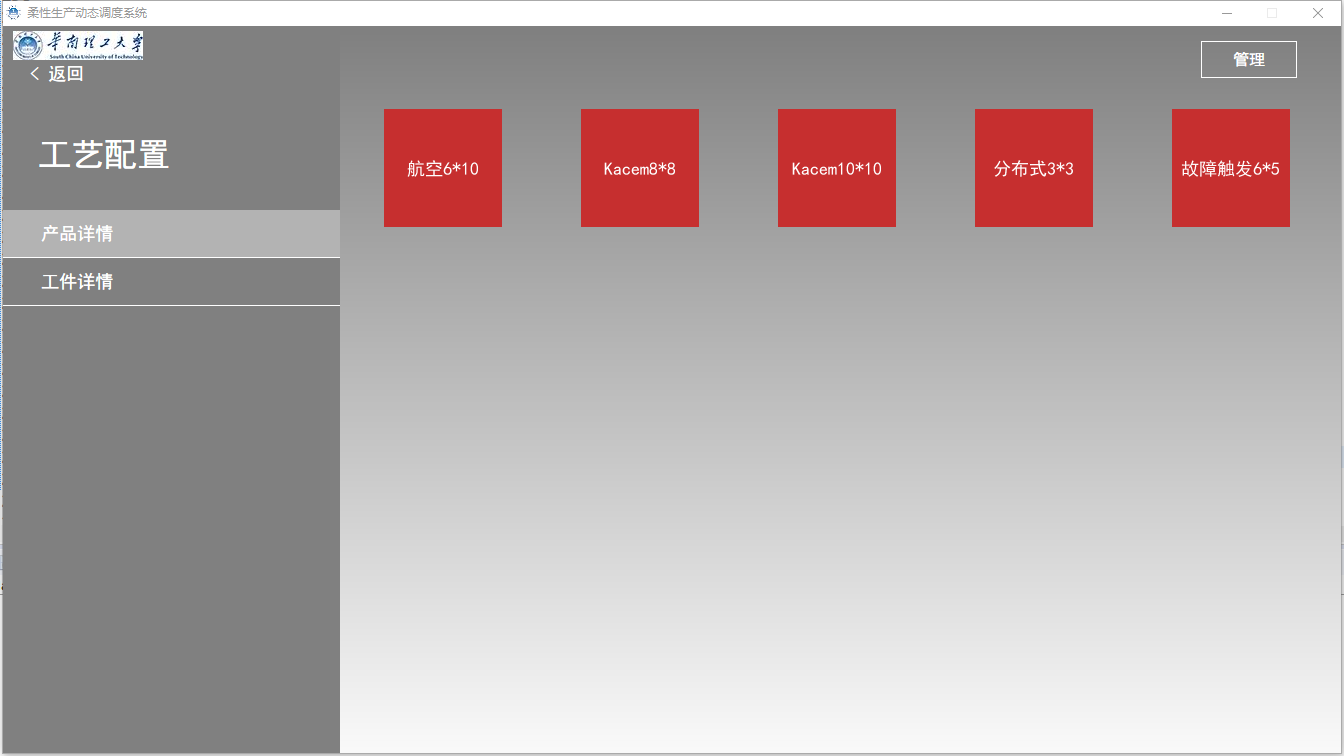 柔性生产动态调度系统
华南理工大学
South China University of Technology
返回
管理
工艺配置
产品详情
工件详情
航空6*10
Kacem8*8
Kacem10*10
分布式3*3
故障触发6*5